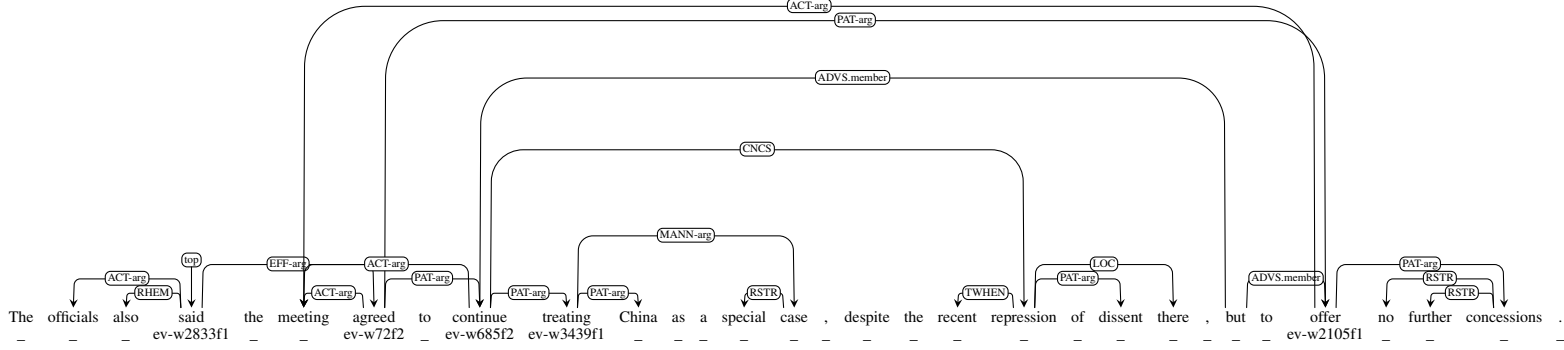 ACT-arg
PAT-arg
ADVS.member
CNCS
MANN-arg
top EFF-arg ACT-arg LOC PAT-arg
ACT-arg PAT-arg PAT-arg ADVS.member RSTR
RHEM ACT-arg PAT-arg PAT-arg RSTR TWHEN RSTR
The officials also said the meeting agreed to continue treating China as a special case , despite the recent repression of dissent there , but to offer no further concessions .
_ _ _ ev-w2833f1 _ _ ev-w72f2 _ ev-w685f2 ev-w3439f1 _ _ _ _ _ _ _ _ _ _ _ _ _ _ _ _ ev-w2105f1 _ _ _ _